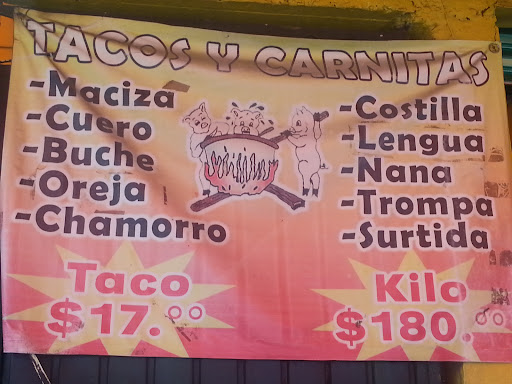 TACOS Y CARNITAS
-Maciza
-Cuero
-Buche
-Oreja
-Chamorro
-Costilla
-Lengua
-Nana
-Trompa
-Surtida
Taco
$17.00
Kilo
$180.00